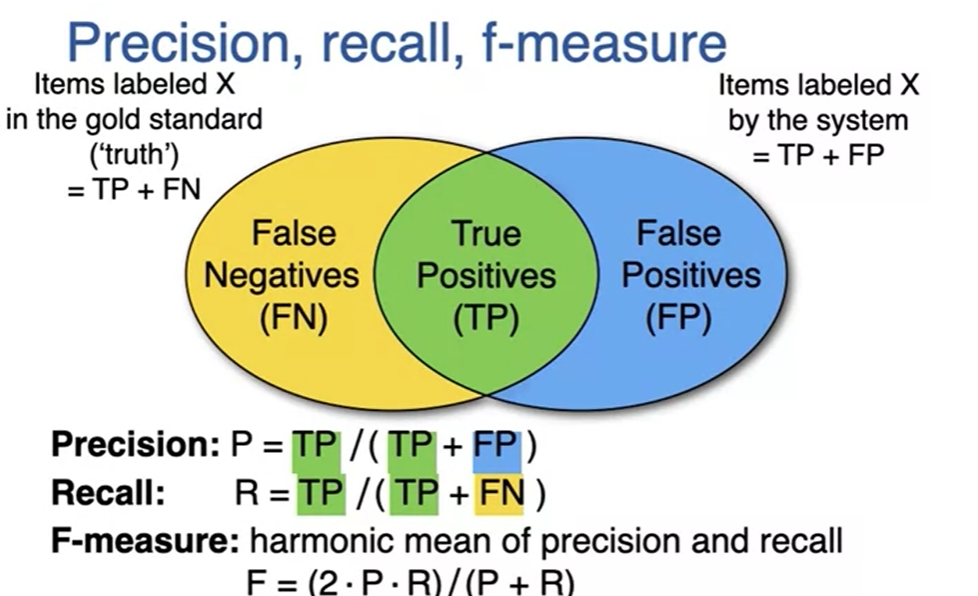 Precision, recall, f-measure
Items labeled X
in the gold standard
(‘truth’)
= TP + FN
Items labeled X
by the system
= TP + FP
False
Negatives
(FN)
True
Positives
(TP)
False
Positives
(FP)
Precision: P = TP /( TP + FP )
Recall: R = TP /( TP + FN )
F-measure: harmonic mean of precision and recall
F = (2 · P · R)/(P + R)